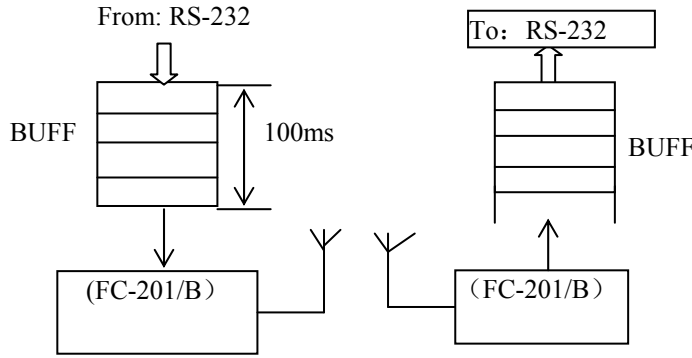 From: RS-232
To：RS-232
BUFF
100ms
BUFF
(FC-201/B）
（FC-201/B）